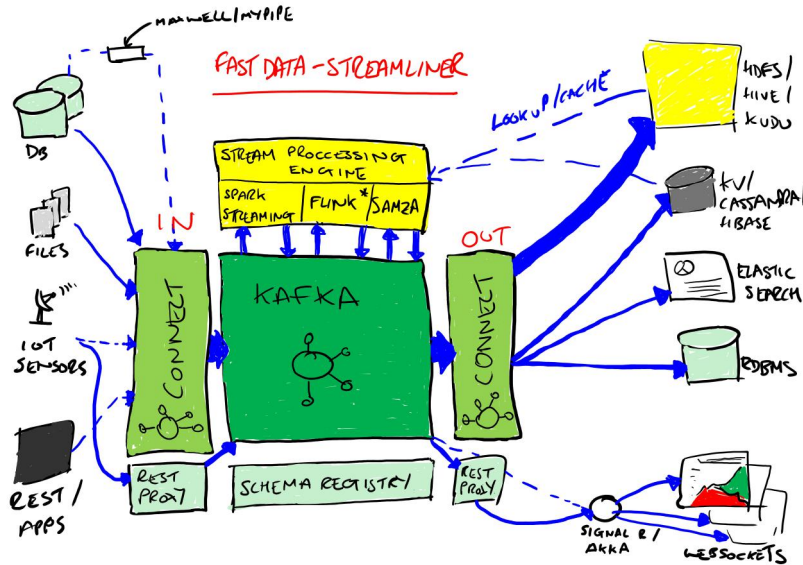 MAXWELL/MYPIPE
FAST DATA - STREAMLINER
DB
FILES
IOT
SENSORS
REST/
APPS
IN
CONNECT
REST
PROXY
STREAM PROCCESSING
ENGINE
SPARK
STREAMING
FLINK*
SAMZA
KAFKA
SCHEMA REGISTRY
OUT
CONNECT
REST
PROXY
LOOKUP/CACHE
HDFS/
HIVE/
KUDU
KV/
CASSANDRA/
HBASE
ELASTIC
SEARCH
RDBMS
SIGNAL R/
AKKA
WEBSOCKETS